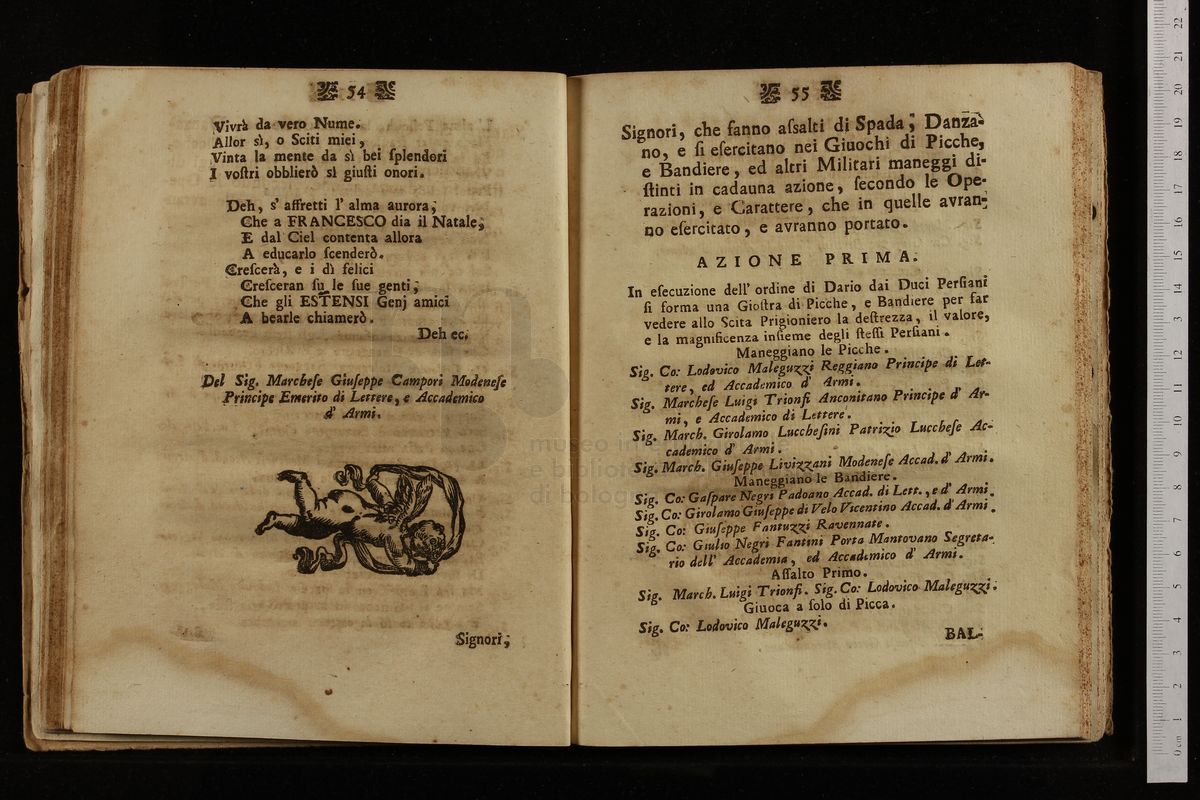 54
Vivrà da vero Nume.
Allor sì, o Sciti miei,
Vinta la mente da sì bei ſplendori
I voſtri obblierò sì giuſti onori.
Deh, s' affretti l' alma aurora,
Che a FRANCESCO dia il Natale;
E dal Ciel contenta allora
A educarlo ſcenderò.
Creſcerà, e i dì felici
Creſceran ſu le ſue genti;
Che gli ESTENSI Genj amici
A bearle chiamerò.
Deh ec.
Del Sig. Marcheſe Giuſeppe Campori Modeneſe
Principe Emerito di Lettere, e Accademico
d' Armi.
Signori,
55
Signori, che fanno aſsalti di Spada; Danza-
no, e ſi eſercitano nei Giuochi di Picche,
e Bandiere, ed altri Militari maneggi di-
ſtinti in cadauna azione, ſecondo le Ope-
razioni, e Carattere, che in quelle avran-
no eſercitato, e avranno portato.
AZIONE PRIMA.
In eſecuzione dell' ordine di Dario dai Duci Perſiani
ſi forma una Gioſtra di Picche, e Bandiere per far
vedere allo Scita Prigioniero la deſtrezza, il valore,
e la magnificenza inſieme degli ſteſſi Perſiani.
Maneggiano le Picche.
Sig. Co: Lodovico Maleguzzi Reggiano Principe di Let-
tere, ed Accademico d' Armi.
Sig. Marcheſe Luigi Trionfi Anconitano Principe d' Ar-
mi, e Accademico di Lettere.
Sig. March. Girolamo Luccheſini Patrizio Luccheſe Ac-
cademico d' Armi.
Sig. March. Giuſeppe Livizzani Modeneſe Accad. d' Armi.
Maneggiano le Bandiere.
Sig. Co: Gaſpare Negri Padoano Accad. di Lett., e d' Armi.
Sig. Co: Girolamo Giuſeppe di Velo Vicentino Accad. d' Armi.
Sig. Co: Giuſeppe Fantuzzi Ravennate.
Sig. Co: Giulio Negri Fantini Porta Mantovano Segreta-
rio dell' Accademia, ed Accademico d' Armi.
Aſſalto Primo.
Sig. March. Luigi Trionfi. Sig. Co: Lodovico Maleguzzi.
Giuoca a ſolo di Picca.
Sig. Co: Lodovico Maleguzzi.
BAL-